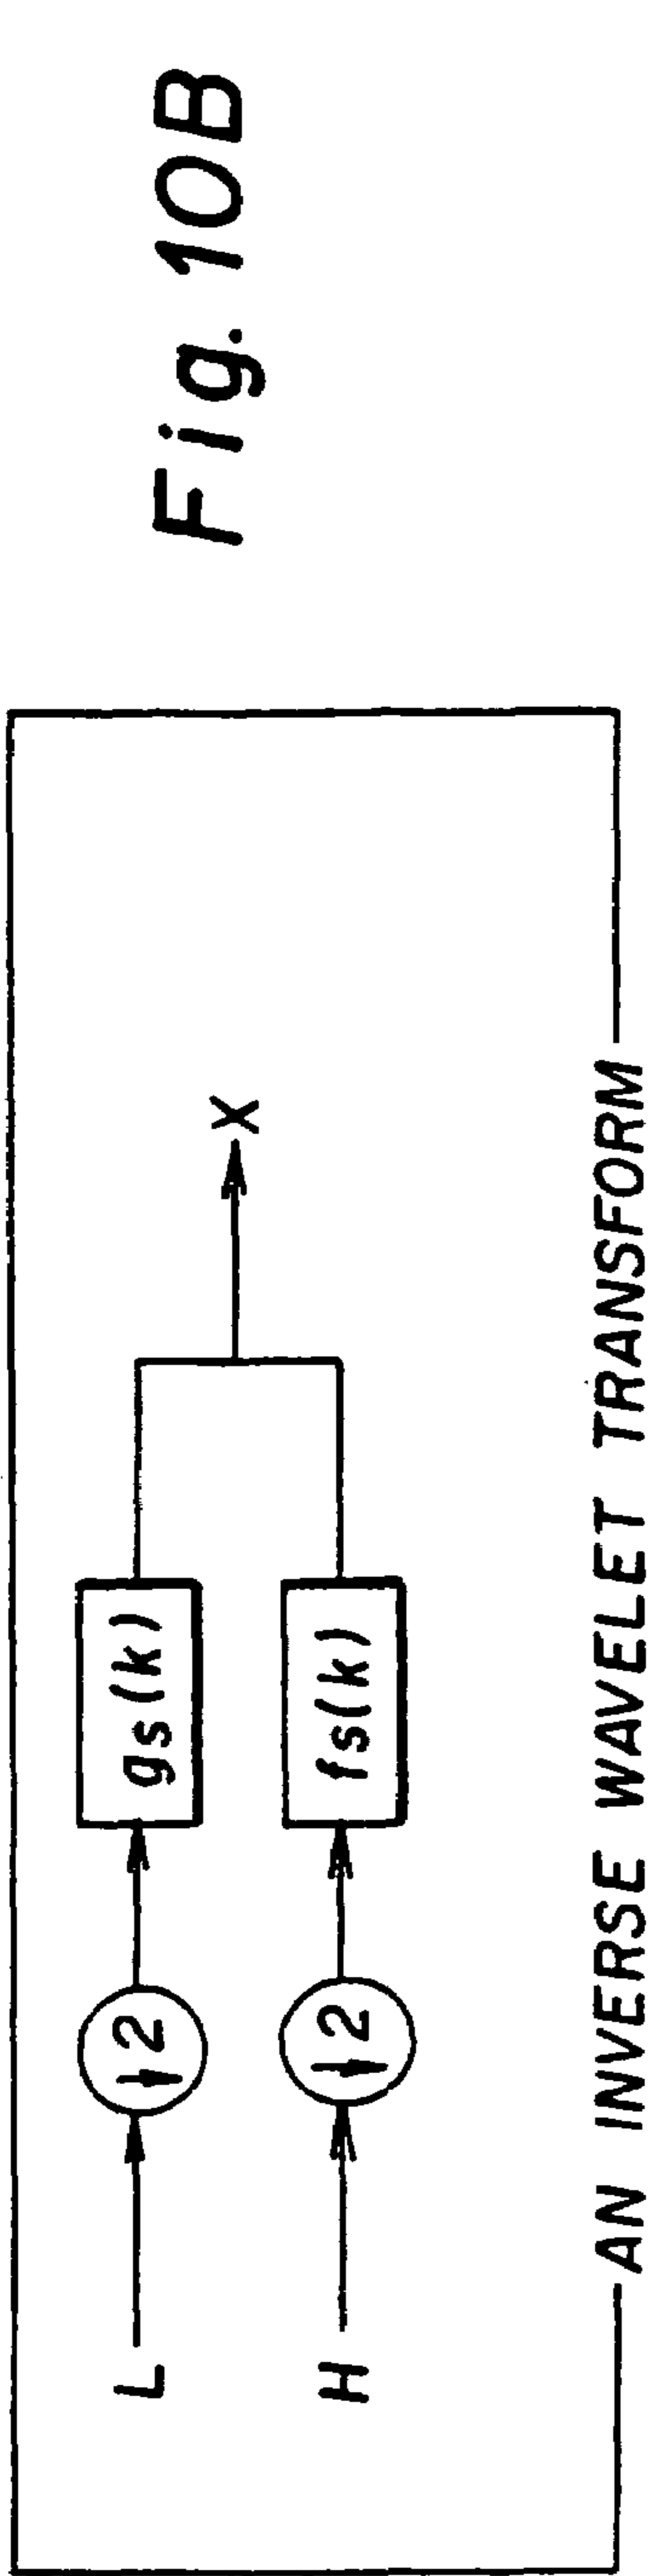 Fig. 10B
L
↓2
gs(k)
X
H
↓2
fs(k)
AN INVERSE WAVELET TRANSFORM